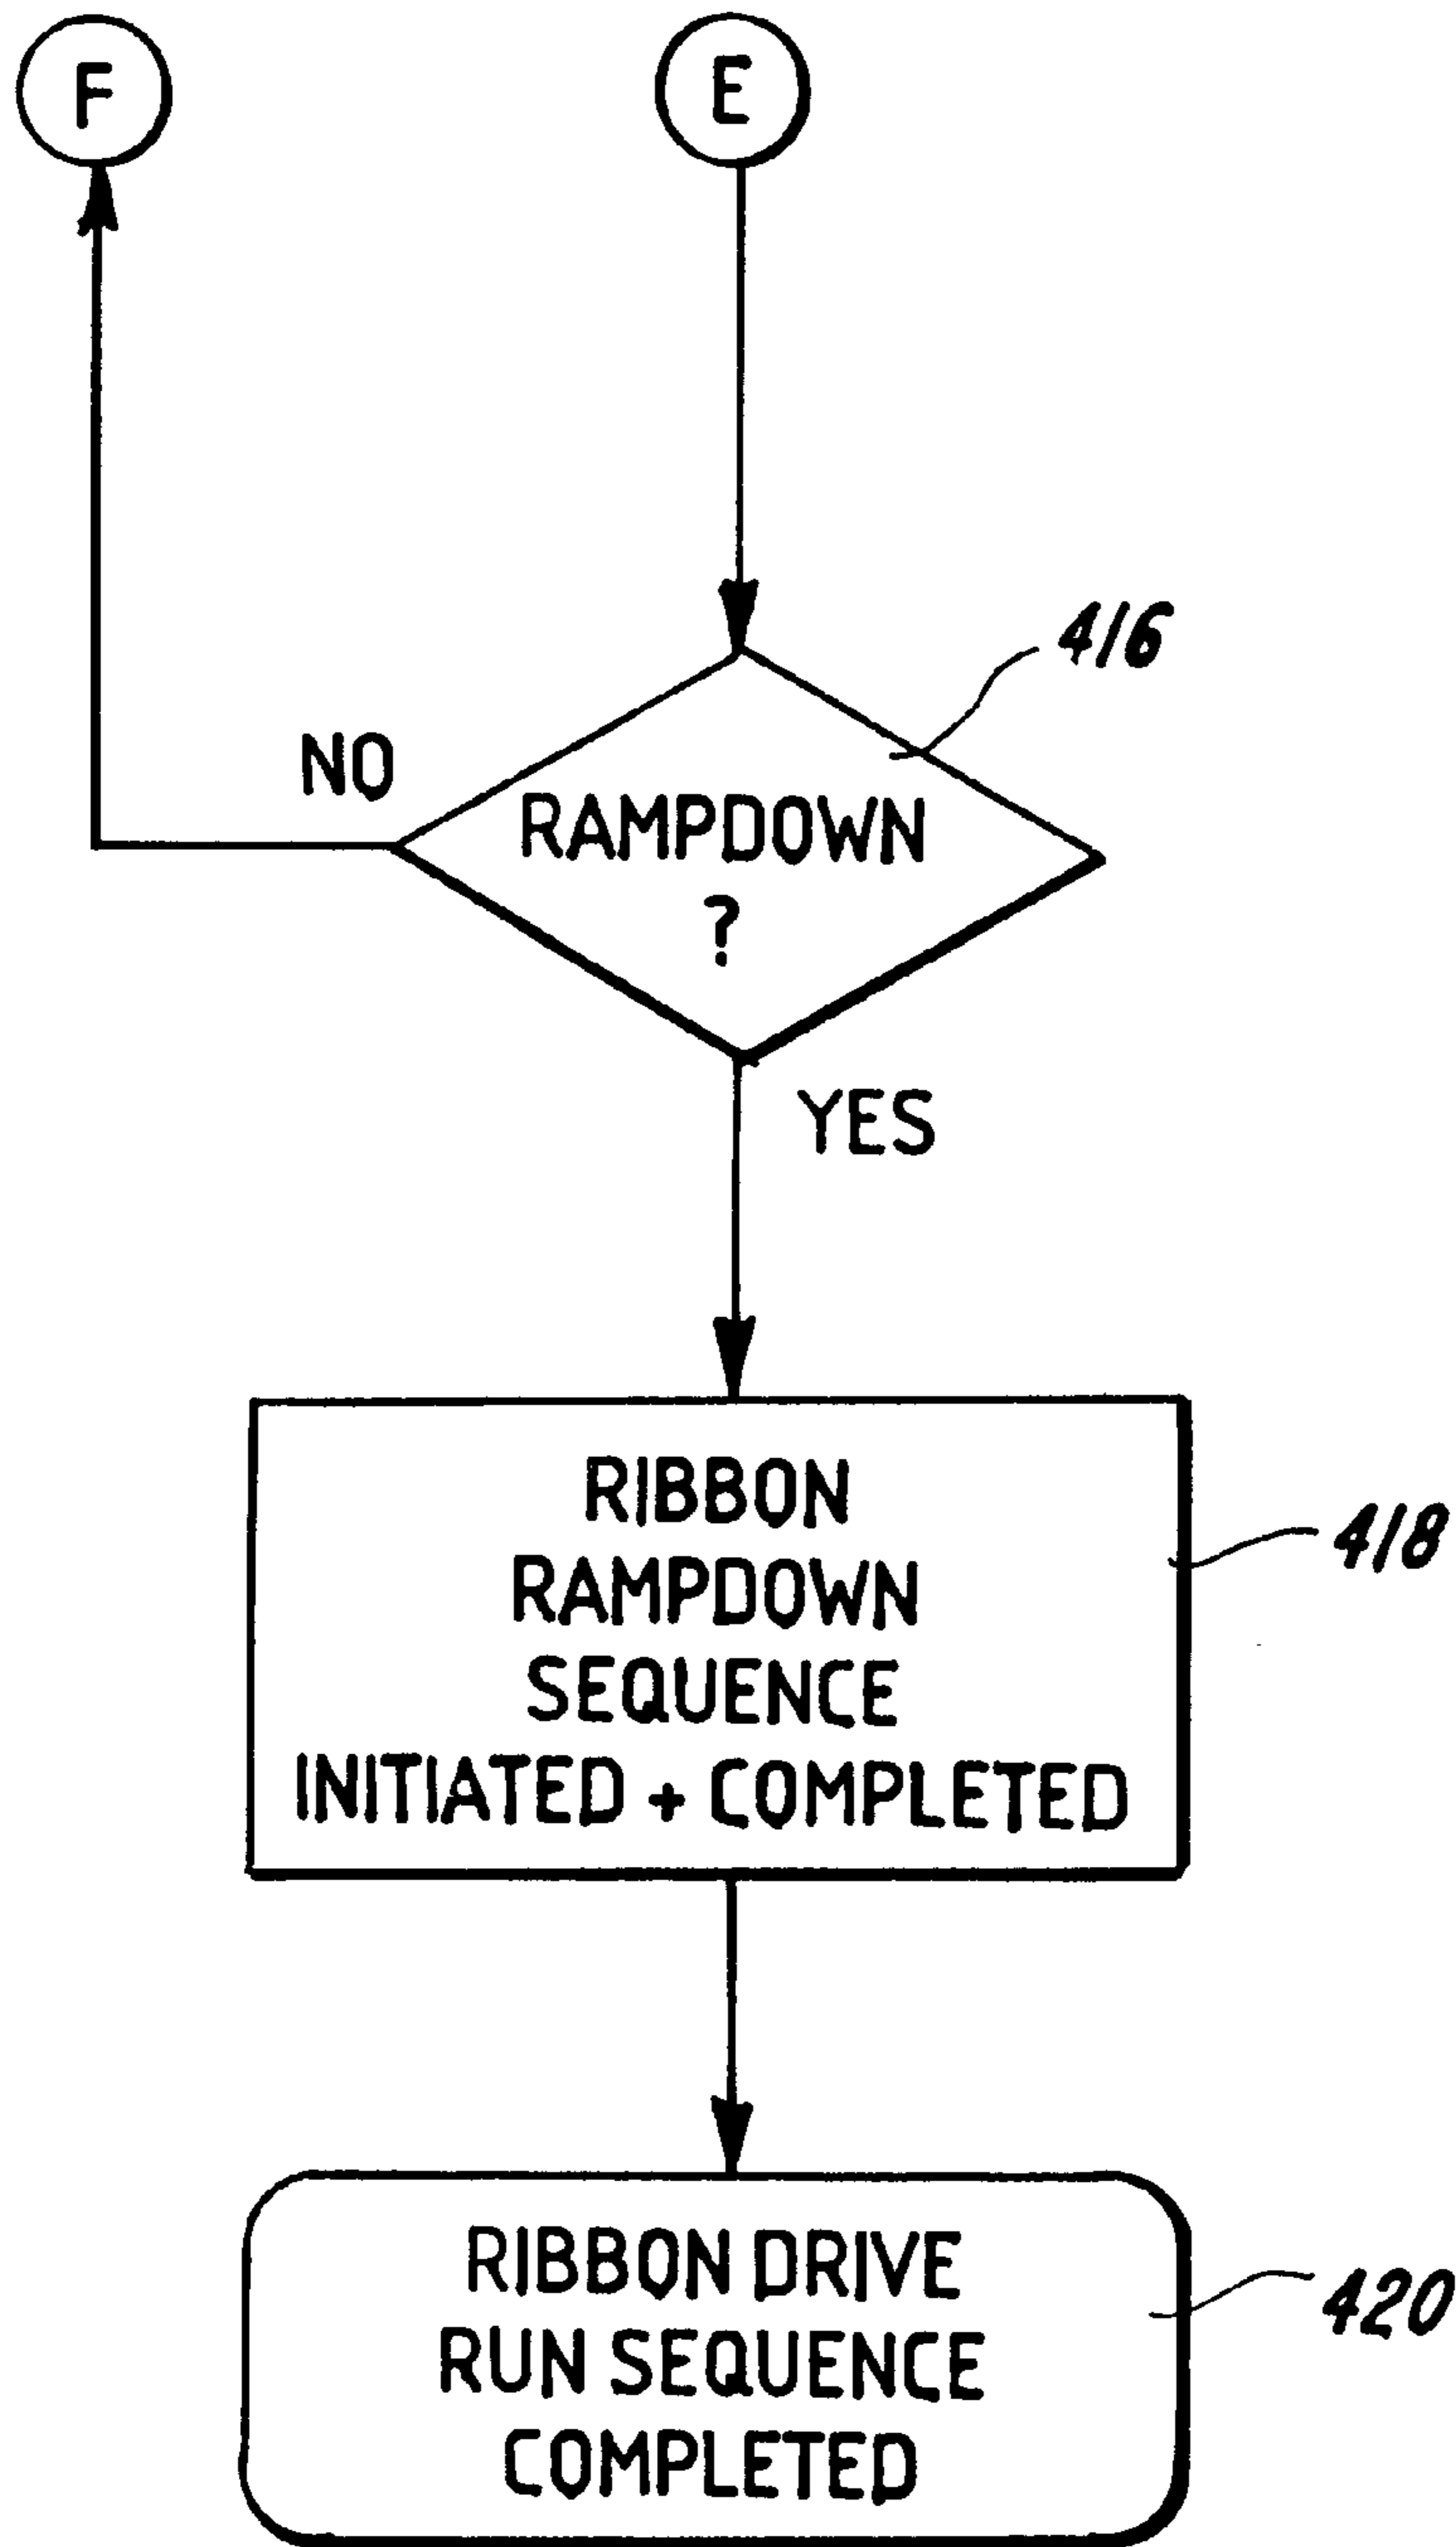 F
E
416
NO
RAMPDOWN
?
YES
RIBBON
RAMPDOWN
SEQUENCE
INITIATED + COMPLETED
418
RIBBON DRIVE
RUN SEQUENCE
COMPLETED
420